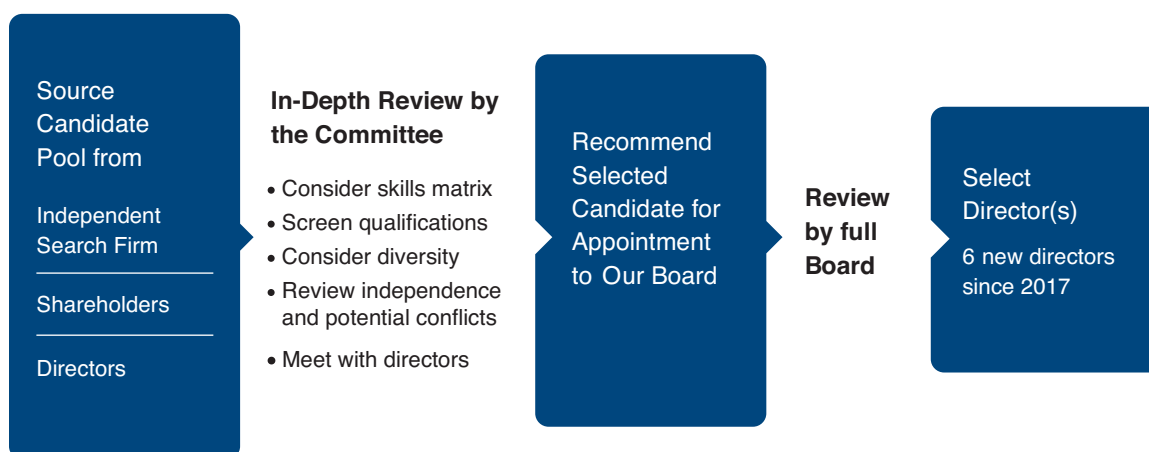 Source
Candidate
Pool from
Independent
Search Firm
Shareholders
Directors
In-Depth Review by
the Committee
• Consider skills matrix
• Screen qualifications
• Consider diversity
• Review independence
and potential conflicts
• Meet with directors
Recommend
Selected
Candidate for
Appointment
to Our Board
Review
by full
Board
Select
Director(s)
6 new directors
since 2017